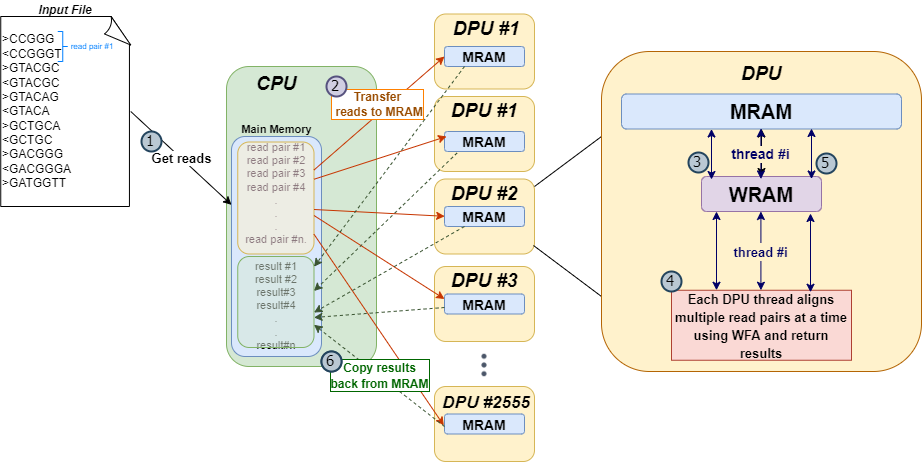 Input File
>CCGGG
<CCGGGT
read pair #1
>GTACGC
<GTACGC
>GTACAG
<GTACA
>GCTGCA
<GCTGC
>GACGGG
<GACGGGA
>GATGGTT
1
Get reads
CPU
Main Memory
read pair #1
read pair #2
read pair #3
read pair #4
.
.
.
read pair #n.
result #1
result #2
result#3
result#4
.
.
result#n
2
Transfer
reads to MRAM
6
Copy results
back from MRAM
DPU #1
MRAM
DPU #1
MRAM
DPU #2
MRAM
DPU #3
MRAM
DPU #2555
MRAM
DPU
MRAM
3
thread #i
5
WRAM
thread #i
4
Each DPU thread aligns
multiple read pairs at a time
using WFA and return
results